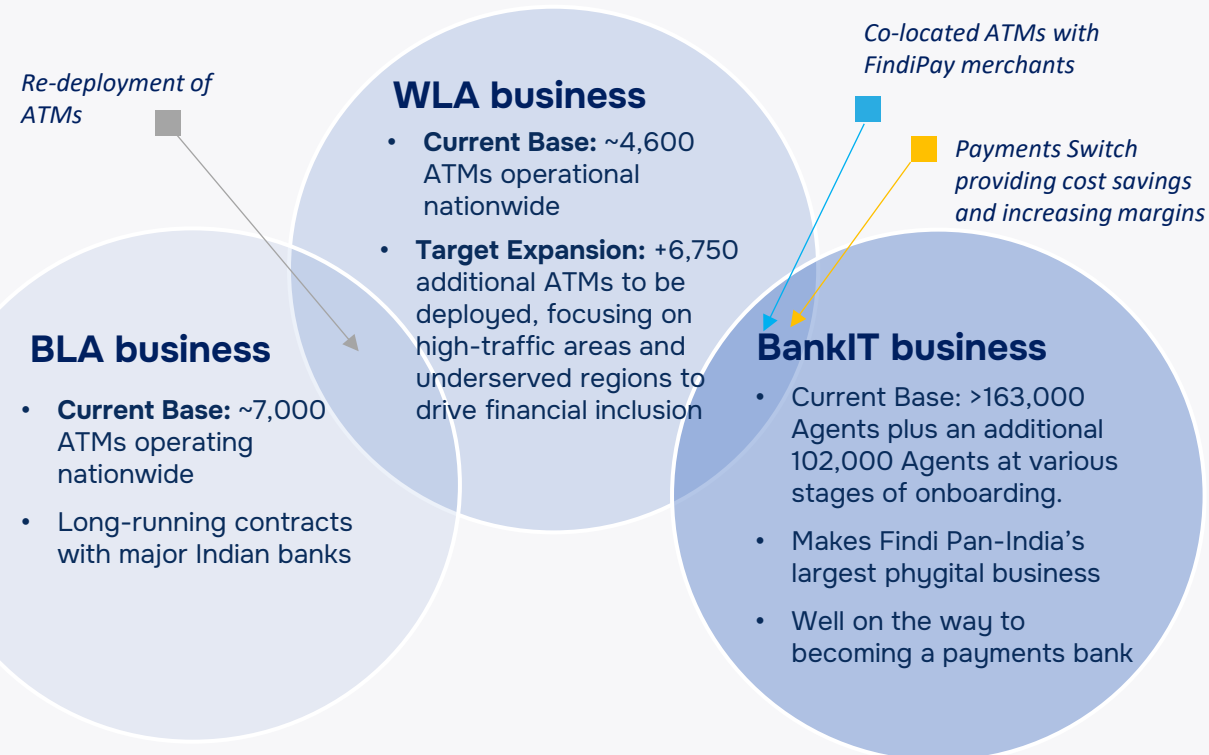 Re-deployment of
ATMs
Co-located ATMs with
FindiPay merchants
Payments Switch
providing cost savings
and increasing margins
WLA business
• Current Base: ~4,600
ATMs operational
nationwide
• Target Expansion: +6,750
additional ATMs to be
deployed, focusing on
high-traffic areas and
underserved regions to
drive financial inclusion
BLA business
• Current Base: ~7,000
ATMs operating
nationwide
• Long-running contracts
with major Indian banks
BankIT business
• Current Base: >163,000
Agents plus an additional
102,000 Agents at various
stages of onboarding.
• Makes Findi Pan-India’s
largest phygital business
• Well on the way to
becoming a payments bank